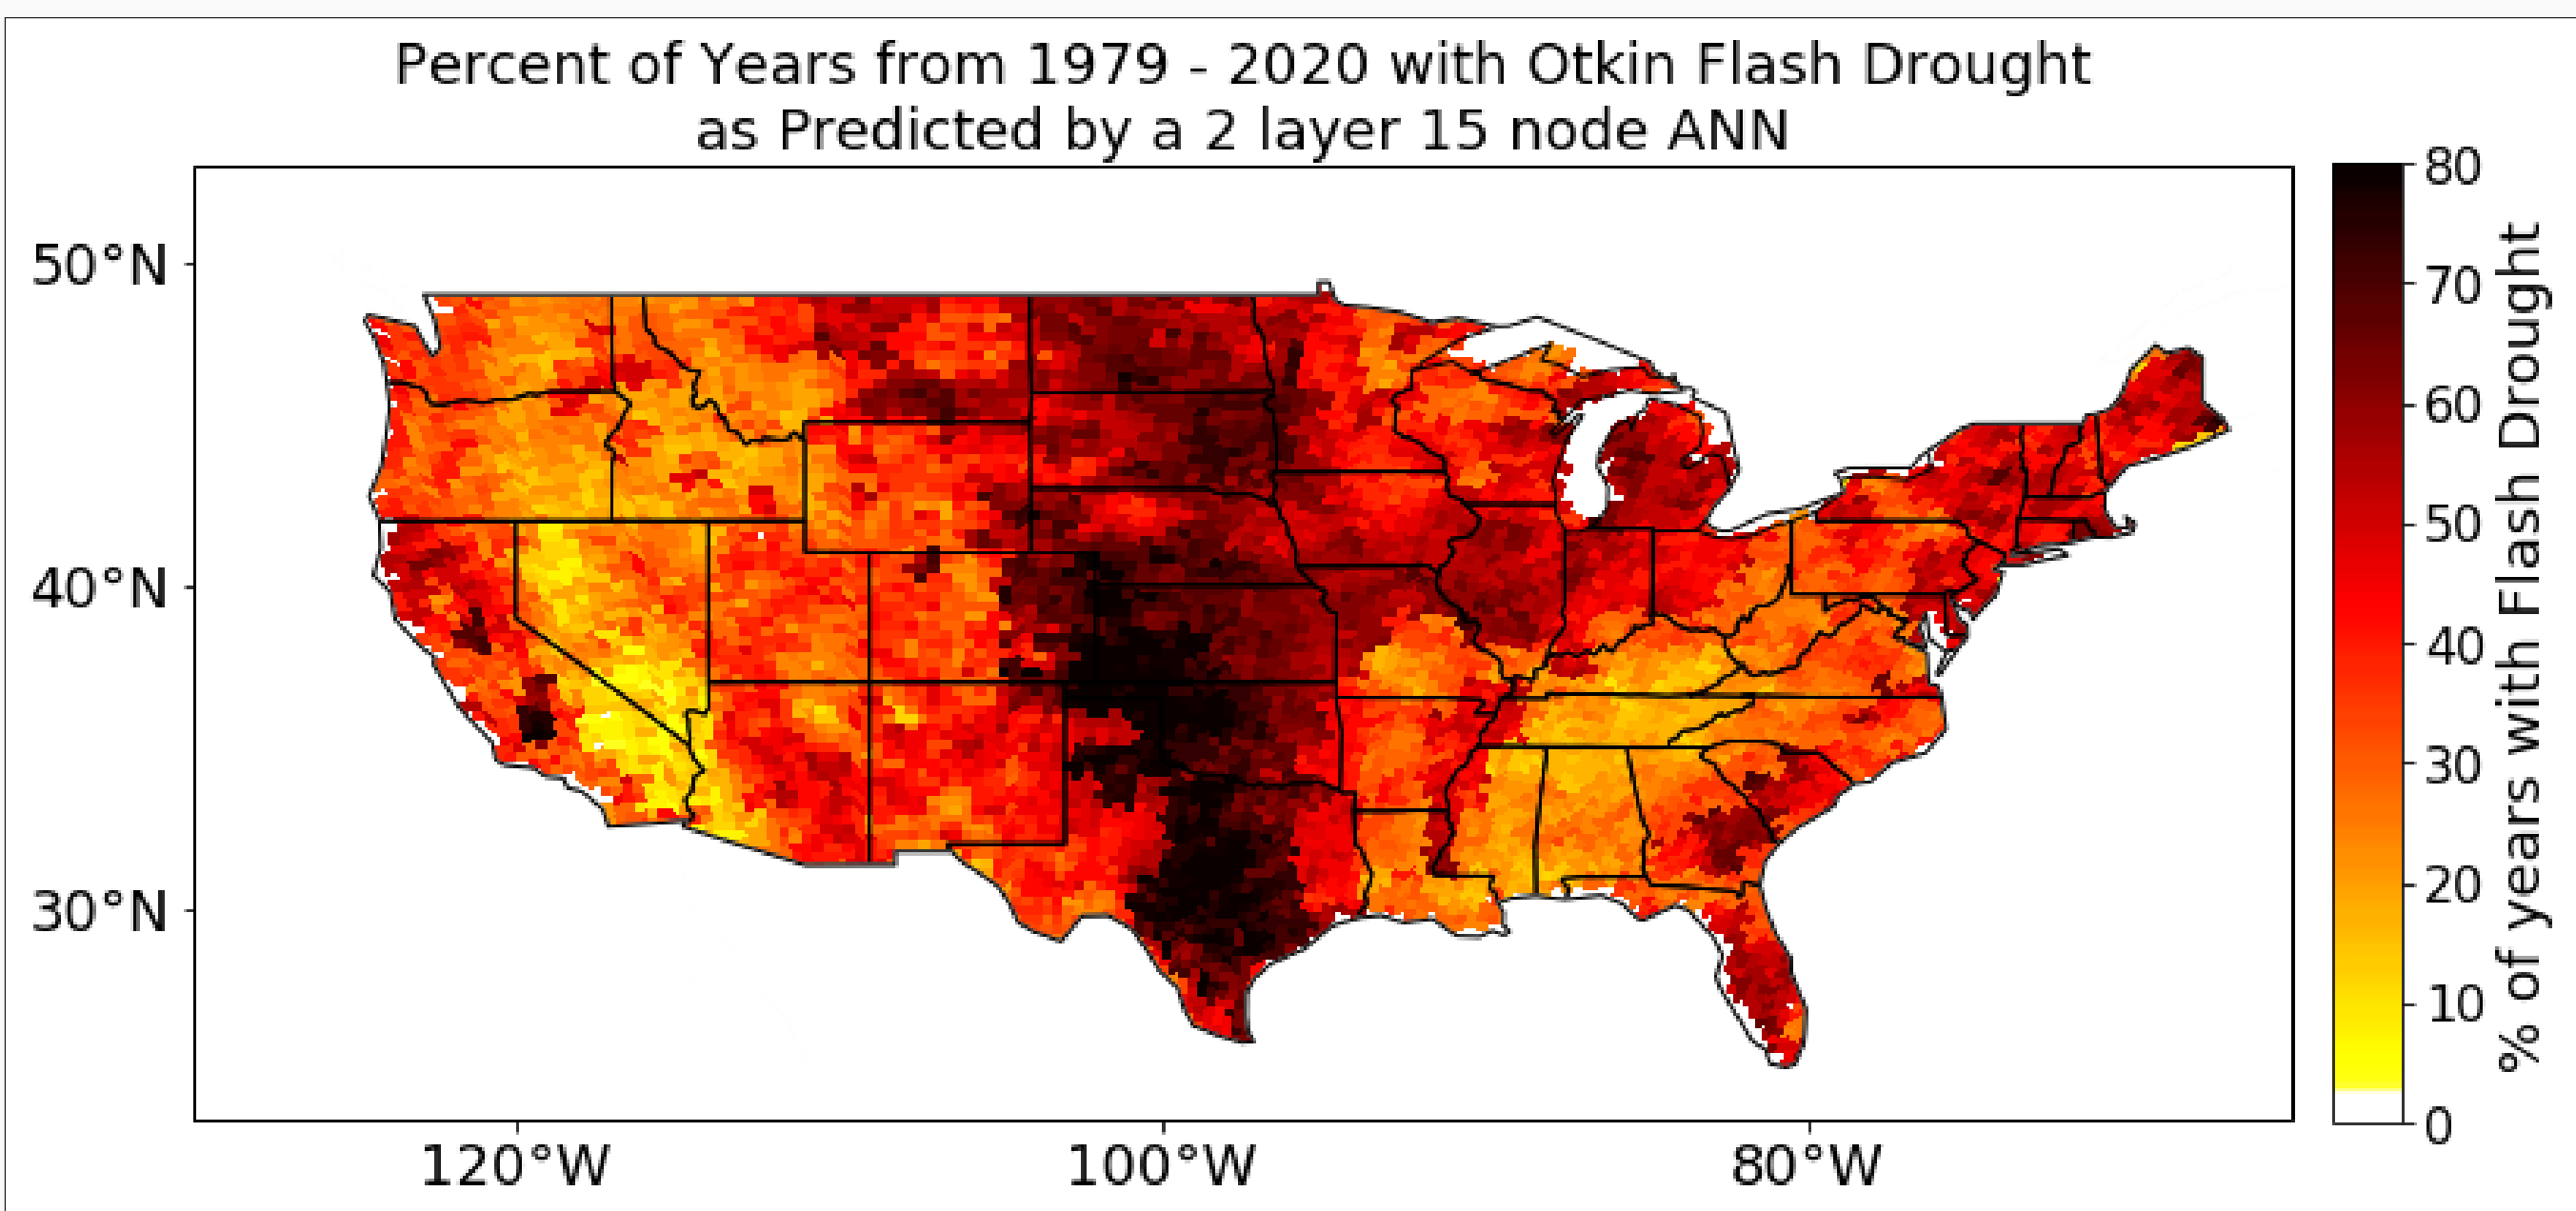 Percent of Years from 1979 - 2020 with Otkin Flash Drought
as Predicted by a 2 layer 15 node ANN
50°N
40°N
30°N
120°W
100°W
80°W
80
70
60
50
40
30
20
10
0
% of years with Flash Drought